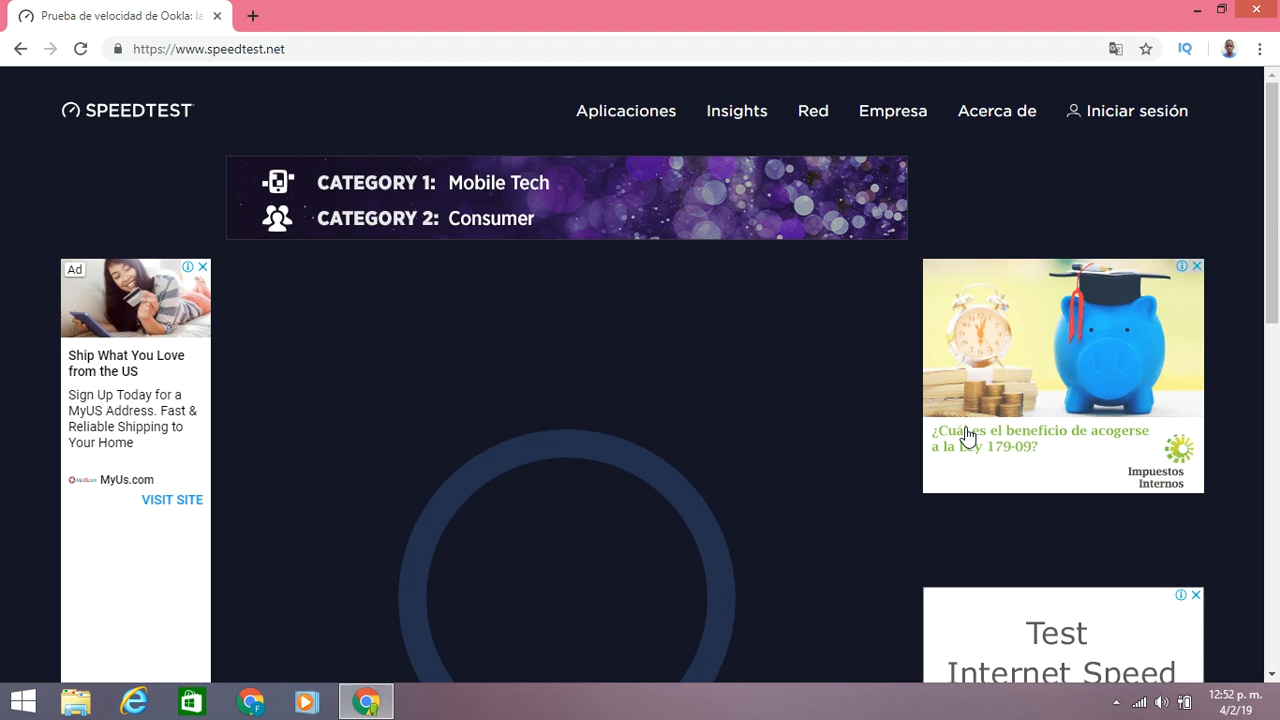 Prueba de velocidad de Ookla: la
https://www.speedtest.net
IQ
SPEEDTEST
Aplicaciones
Insights
Red
Empresa
Acerca de
Iniciar sesión
CATEGORY 1: Mobile Tech
CATEGORY 2: Consumer
Ad
Ship What You Love
from the US
Sign Up Today for a
MyUS Address. Fast &
Reliable Shipping to
Your Home
MyUs.com
VISIT SITE
¿Cuál es el beneficio de acogerse
a la Ley 179-09?
Impuestos
Internos
Test
Internet Speed
F
12:52 p. m.
4/2/19